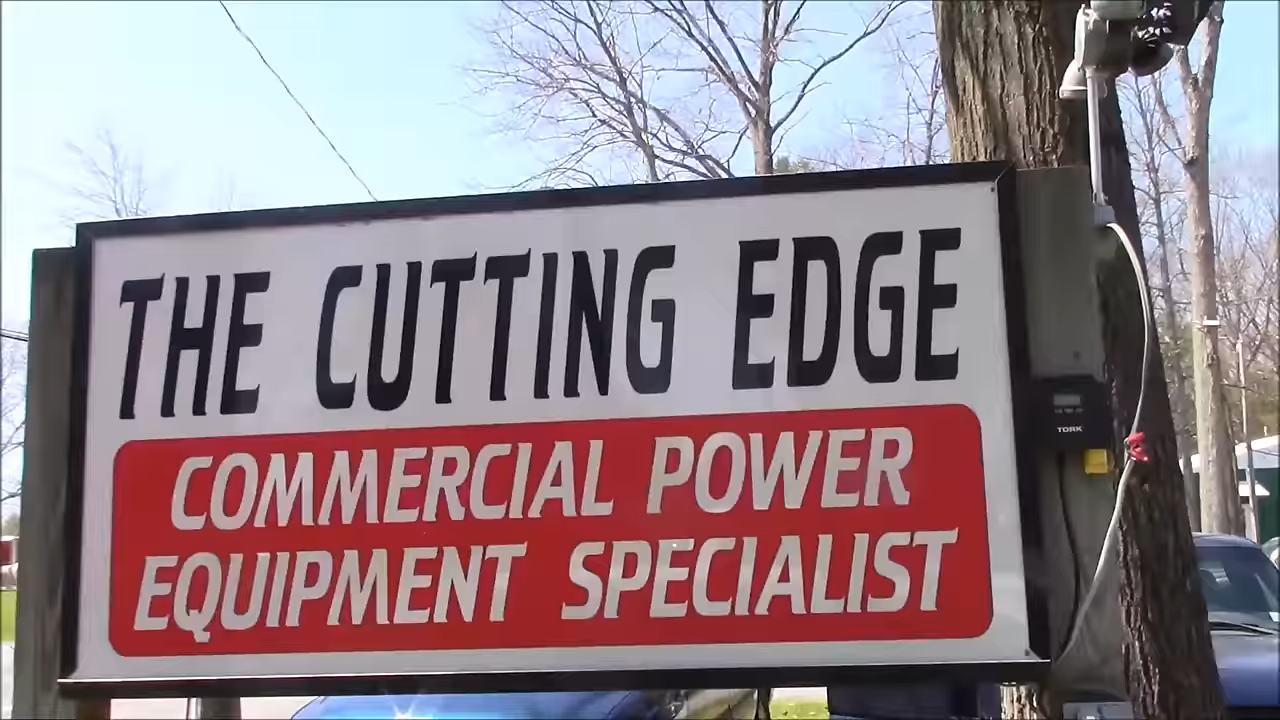 THE CUTTING EDGE
COMMERCIAL POWER
EQUIPMENT SPECIALIST
TORK